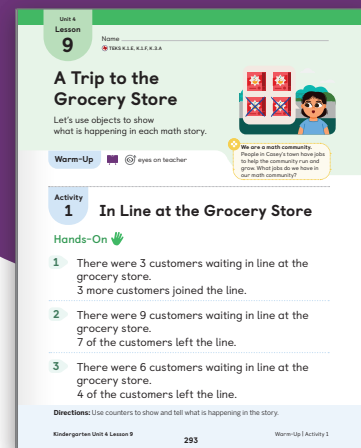 Unit 4
Lesson
9
Name
TEKS K.1.E, K.1.F, K.3.A
A Trip to the
Grocery Store
Let's use objects to show
what is happening in each math story.
We are a math community.
People in Casey's town have jobs
to help the community run and
grow. What jobs do we have in
our math community?
Warm-Up
eyes on teacher
Activity
1
In Line at the Grocery Store
Hands-On
1 There were 3 customers waiting in line at the
grocery store.
3 more customers joined the line.
2 There were 9 customers waiting in line at the
grocery store.
7 of the customers left the line.
3 There were 6 customers waiting in line at the
grocery store.
4 of the customers left the line.
Directions: Use counters to show and tell what is happening in the story.
Kindergarten Unit 4 Lesson 9
293
Warm-Up | Activity 1